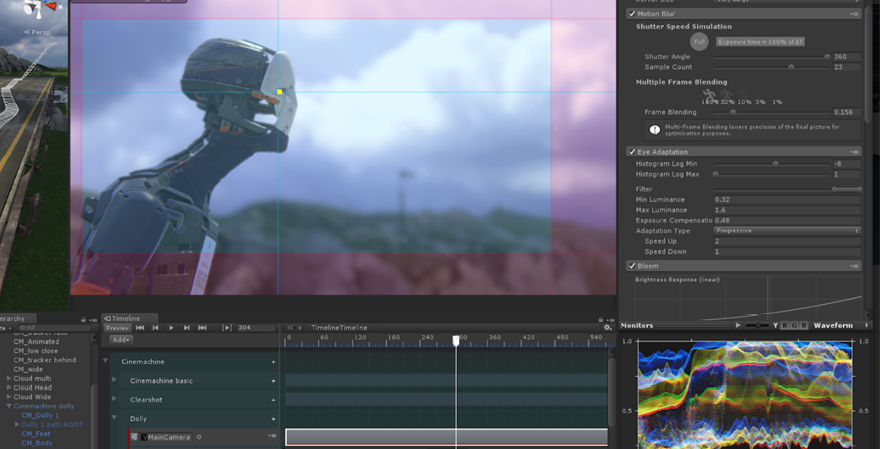 Persp
Motion Blur
Shutter Speed Simulation
Full
Exposure time = 100% of ΔT
Shutter Angle 360
Sample Count 23
Multiple Frame Blending
100% 32% 10% 3% 1%
Frame Blending 0.156
Multi-Frame Blending lowers precision of the final picture for
optimization purposes.
Eye Adaptation
Histogram Log Min -8
Histogram Log Max 1
Filter
Min Luminance 0.32
Max Luminance 1.6
Exposure Compensatio 0.48
Adaptation Type Progressive
Speed Up 2
Speed Down 1
Bloom
Brightness Response (linear)
Monitors Y R G B Waveform
1.0 1.0
0.5 0.5
erarchy
All
CM_Animated
CM_low close
CM_tracker behind
CM_wide
Cloud multi
Cloud Head
Cloud Wide
Cinemachine dolly
CM_Dolly 1
Dolly 1 path ROOT
CM_Feet
CM_Body
Timeline
Preview 304 TimelineTimeline
Add
0 60 120 180 240 300 360 420 480 540
Cinemachine
Cinemachine basic
Clearshot
Dolly
MainCamera